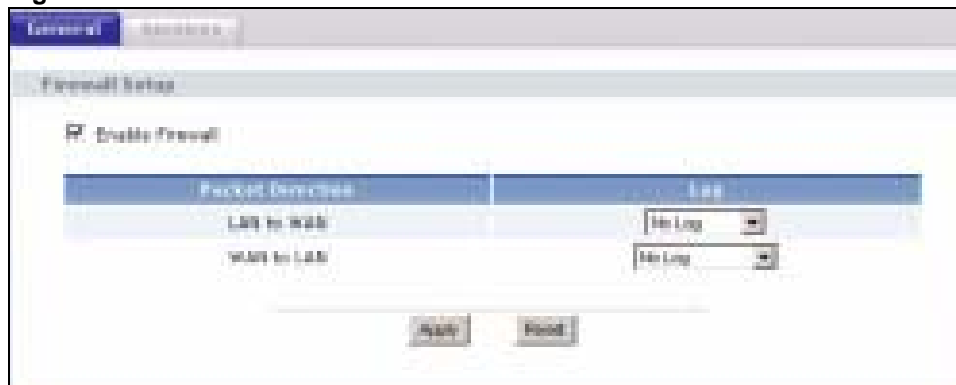 General Services
Firewall Setup
Enable Firewall
Packet Direction Log
LAN to WAN No Log
WAN to LAN No Log
Apply Reset